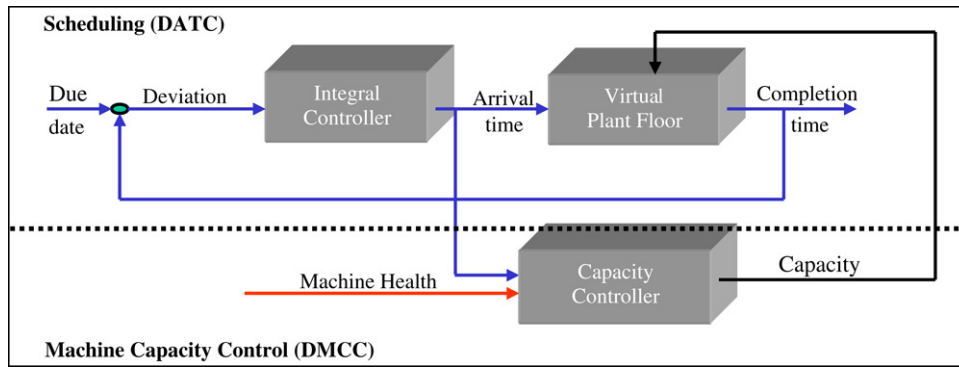 Scheduling (DATC)
Due
date
Deviation
Integral
Controller
Arrival
time
Virtual
Plant Floor
Completion
time
Machine Health
Capacity
Controller
Capacity
Machine Capacity Control (DMCC)